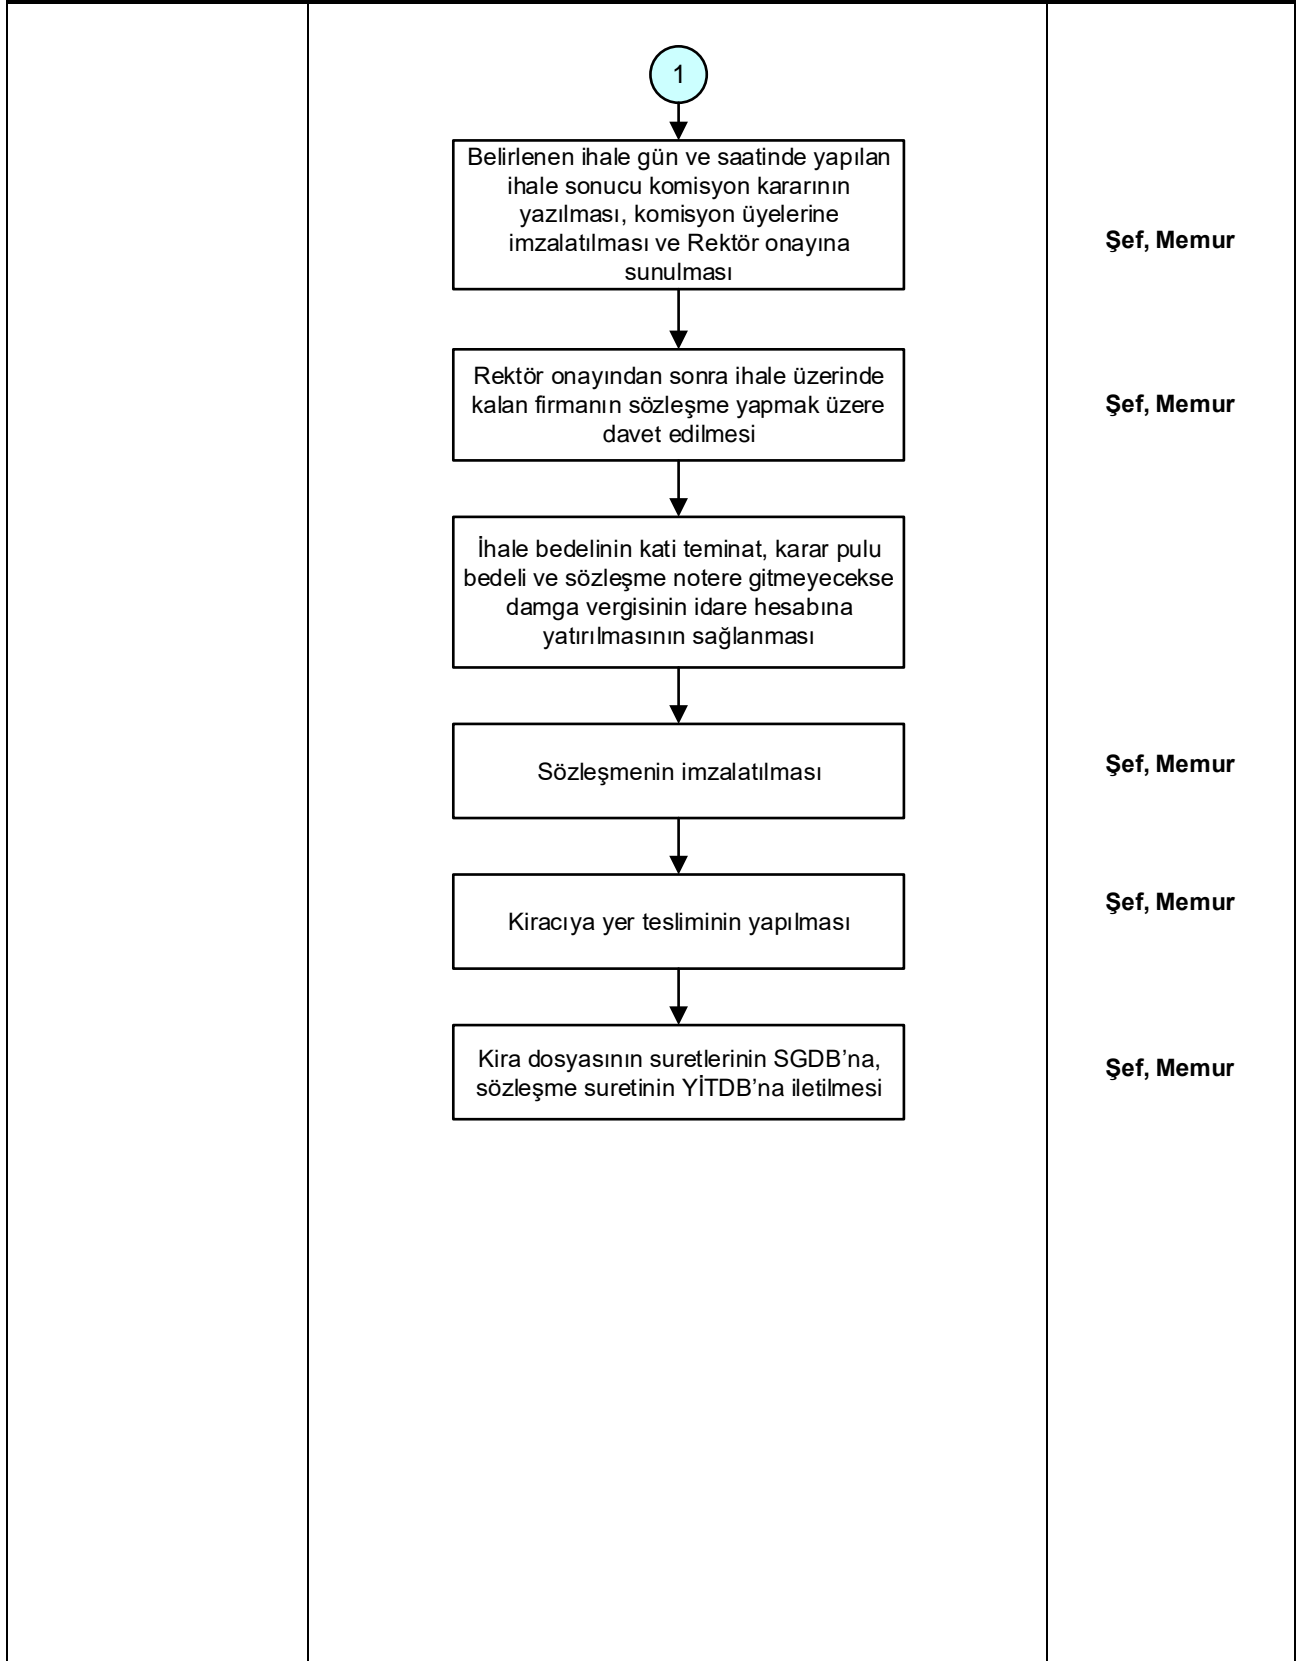 1
Belirlenen ihale gün ve saatinde yapılan
ihale sonucu komisyon kararının
yazılması, komisyon üyelerine
imzalatılması ve Rektör onayına
sunulması
Şef, Memur
Rektör onayından sonra ihale üzerinde
kalan firmanın sözleşme yapmak üzere
davet edilmesi
Şef, Memur
İhale bedelinin kati teminat, karar pulu
bedeli ve sözleşme notere gitmeyecekse
damga vergisinin idare hesabına
yatırılmasının sağlanması
Sözleşmenin imzalatılması
Şef, Memur
Kiracıya yer tesliminin yapılması
Şef, Memur
Kira dosyasının suretlerinin SGDB’na,
sözleşme suretinin YİTDB’na iletilmesi
Şef, Memur